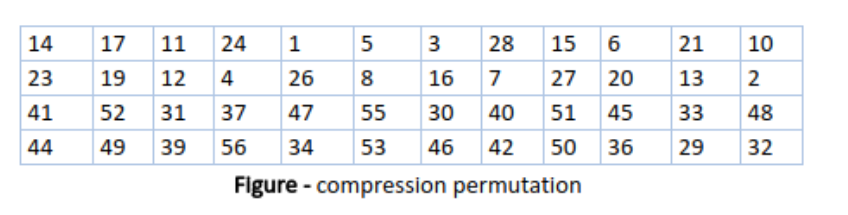 14 17 11 24 1 5 3 28 15 6 21 10
23 19 12 4 26 8 16 7 27 20 13 2
41 52 31 37 47 55 30 40 51 45 33 48
44 49 39 56 34 53 46 42 50 36 29 32
Figure - compression permutation